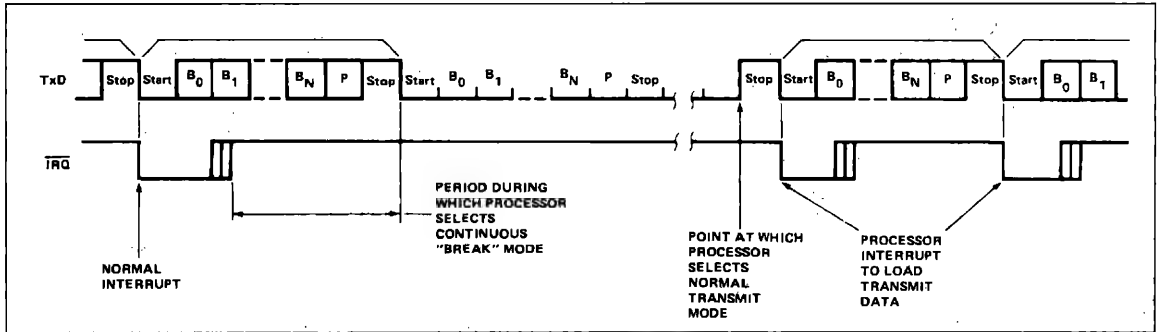 TxD Stop Start B0 B1 BN P Stop Start B0 B1 BN P Stop Stop Start B0 BN P Stop Start B0 B1
IRQ
NORMAL
INTERRUPT
PERIOD DURING
WHICH PROCESSOR
SELECTS
CONTINUOUS
"BREAK" MODE
POINT AT WHICH
PROCESSOR
SELECTS
NORMAL
TRANSMIT
MODE
PROCESSOR
INTERRUPT
TO LOAD
TRANSMIT
DATA